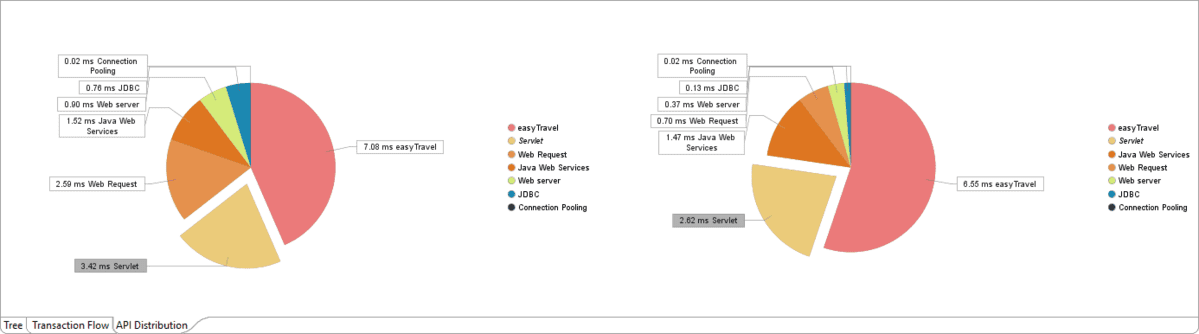 0.02 ms Connection
Pooling
0.76 ms JDBC
0.90 ms Web server
1.52 ms Java Web
Services
7.08 ms easyTravel
2.59 ms Web Request
3.42 ms Servlet
easyTravel
Servlet
Web Request
Java Web Services
Web server
JDBC
Connection Pooling
0.02 ms Connection
Pooling
0.13 ms JDBC
0.37 ms Web server
0.70 ms Web Request
1.47 ms Java Web
Services
6.55 ms easyTravel
2.62 ms Servlet
easyTravel
Servlet
Java Web Services
Web Request
Web server
JDBC
Connection Pooling
Tree Transaction Flow API Distribution